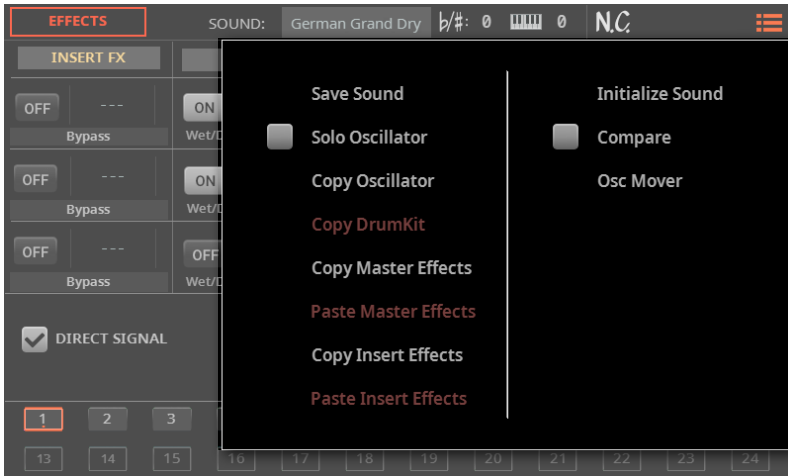 EFFECTS SOUND: German Grand Dry ♭/#: 0 0 N.C.
INSERT FX
OFF --- ON
Bypass Wet/D
OFF --- ON
Bypass Wet/D
OFF --- OFF
Bypass Wet/D
DIRECT SIGNAL
1 2 3
13 14 15 16 17 18 19 20 21 22 23 24
Save Sound
Solo Oscillator
Copy Oscillator
Copy DrumKit
Copy Master Effects
Paste Master Effects
Copy Insert Effects
Paste Insert Effects
Initialize Sound
Compare
Osc Mover